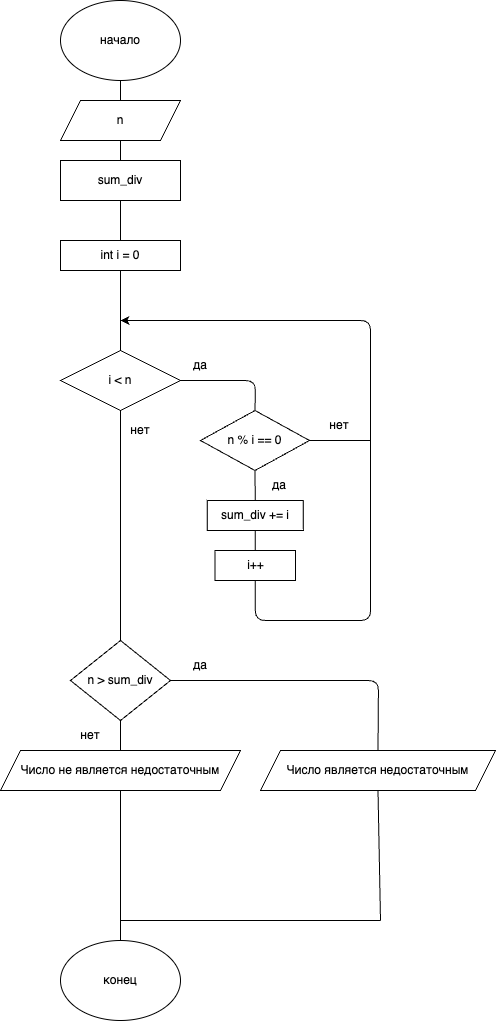 начало
n
sum_div
int i = 0
i < n
да
нет
n % i == 0
нет
да
sum_div += i
i++
n > sum_div
да
нет
Число не является недостаточным
Число является недостаточным
конец